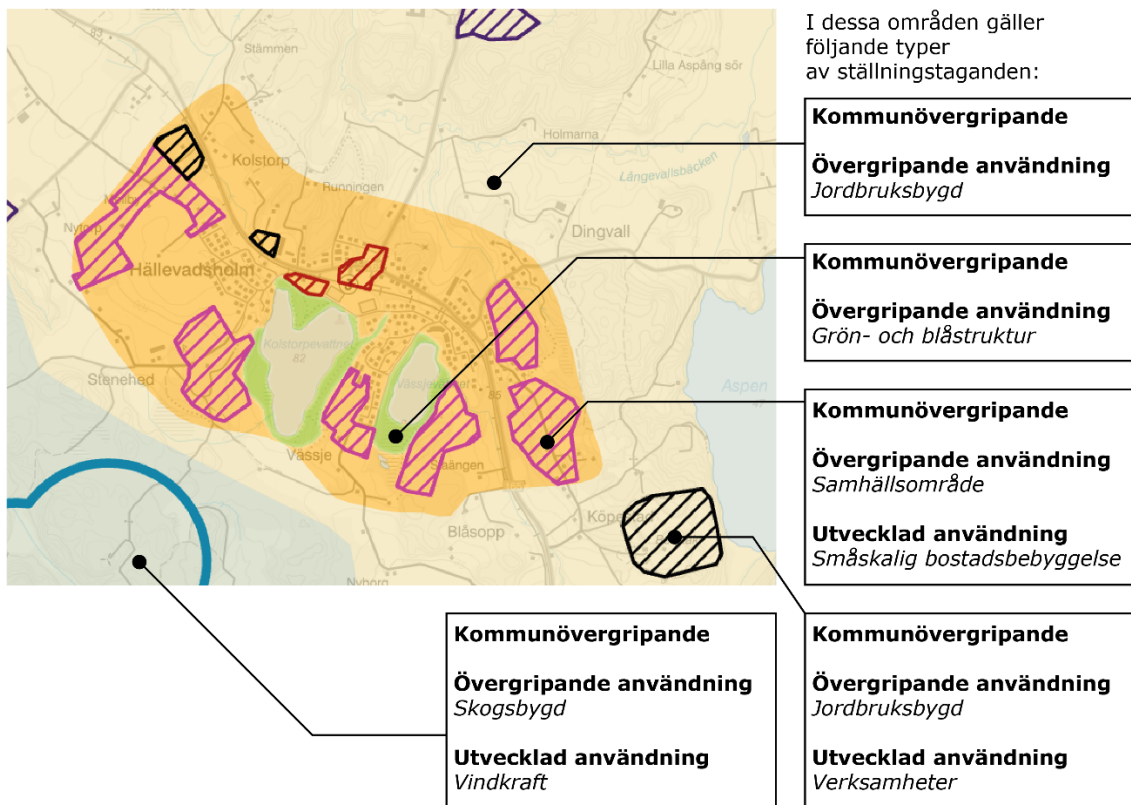 I dessa områden gäller
följande typer
av ställningstaganden:
Kommunövergripande
Övergripande användning
Jordbruksbygd
Kommunövergripande
Övergripande användning
Grön- och blåstruktur
Kommunövergripande
Övergripande användning
Samhällsområde
Utvecklad användning
Småskalig bostadsbebyggelse
Kommunövergripande
Övergripande användning
Jordbruksbygd
Utvecklad användning
Verksamheter
Kommunövergripande
Övergripande användning
Skogsbygd
Utvecklad användning
Vindkraft
83
Stämmen
Lilla Aspång sör
Kolstorp
Holmarna
Runningen
Långevallsbäcken
Dingvall
Hällevadsholm
Kolstorpevattnet
82
Stenehed
Aspen
85
Vässje
Blåsopp
Nyborg